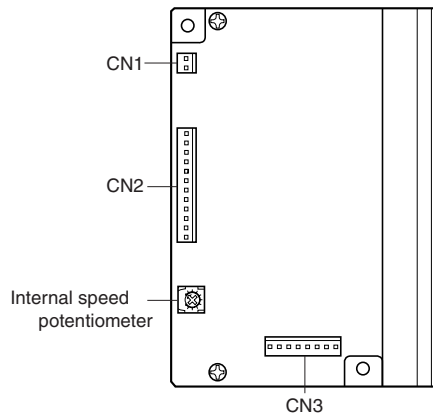 CN1
CN2
Internal speed
potentiometer
CN3